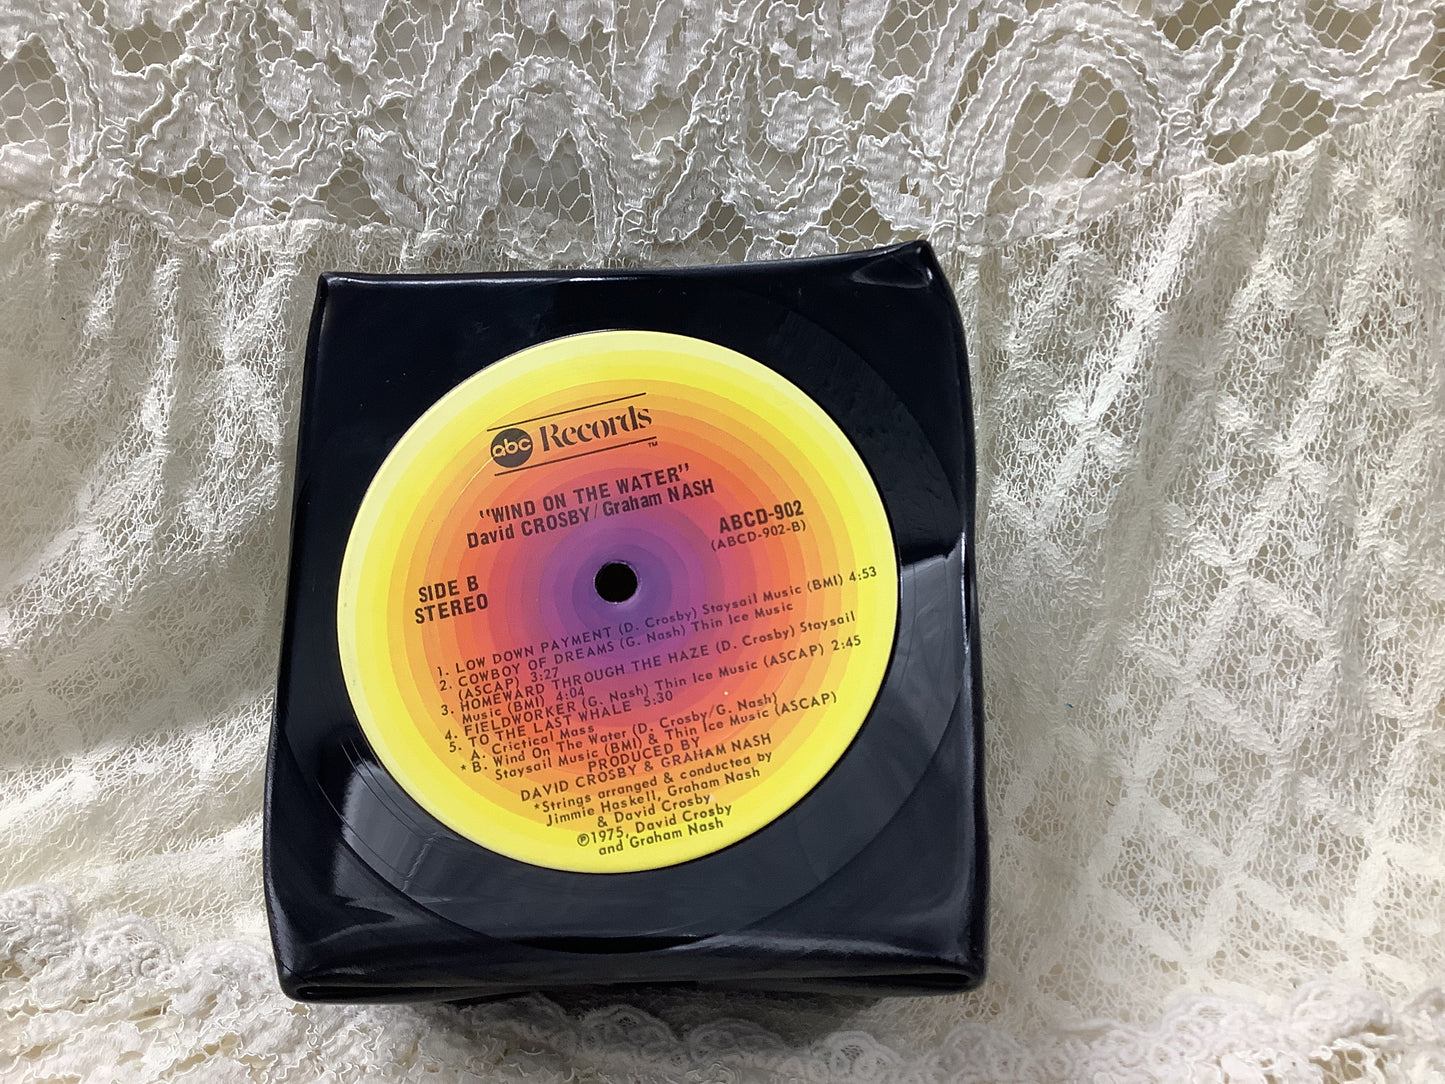 abc Records TM
"WIND ON THE WATER"
David CROSBY/Graham NASH
ABCD-902
(ABCD-902-B)
SIDE B
STEREO
1. LOW DOWN PAYMENT (D. Crosby) Staysail Music (BMI) 4:53
2. COWBOY OF DREAMS (G. Nash) Thin Ice Music
(ASCAP) 3:27
3. HOMEWARD THROUGH THE HAZE (D. Crosby) Staysail
Music (BMI) 4:04
4. FIELDWORKER (G. Nash) Thin Ice Music (ASCAP) 2:45
5. TO THE LAST WHALE 5:30
A. Crictical Mass
* B. Wind On The Water (D. Crosby/G. Nash)
Staysail Music (BMI) & Thin Ice Music (ASCAP)
PRODUCED BY
DAVID CROSBY & GRAHAM NASH
*Strings arranged & conducted by
Jimmie Haskell, Graham Nash
& David Crosby
℗1975, David Crosby
and Graham Nash